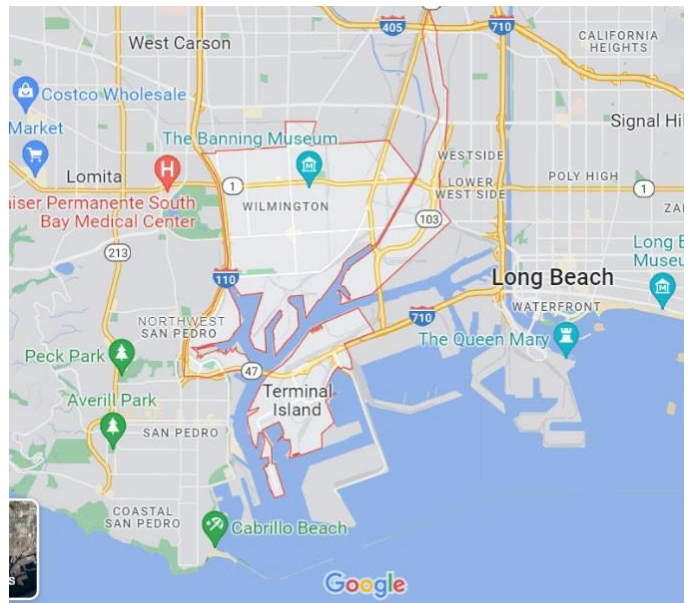 West Carson
405
710
CALIFORNIA
HEIGHTS
Costco Wholesale
Market
The Banning Museum
Signal Hil
Lomita
WESTSIDE
1
LOWER
WEST SIDE
POLY HIGH
1
aiser Permanente South
Bay Medical Center
WILMINGTON
ZA
103
213
110
Long Beach
Long B
Museu
WATERFRONT
NORTHWEST
SAN PEDRO
710
The Queen Mary
Peck Park
47
Averill Park
Terminal
Island
SAN PEDRO
COASTAL
SAN PEDRO
Cabrillo Beach
s
Google